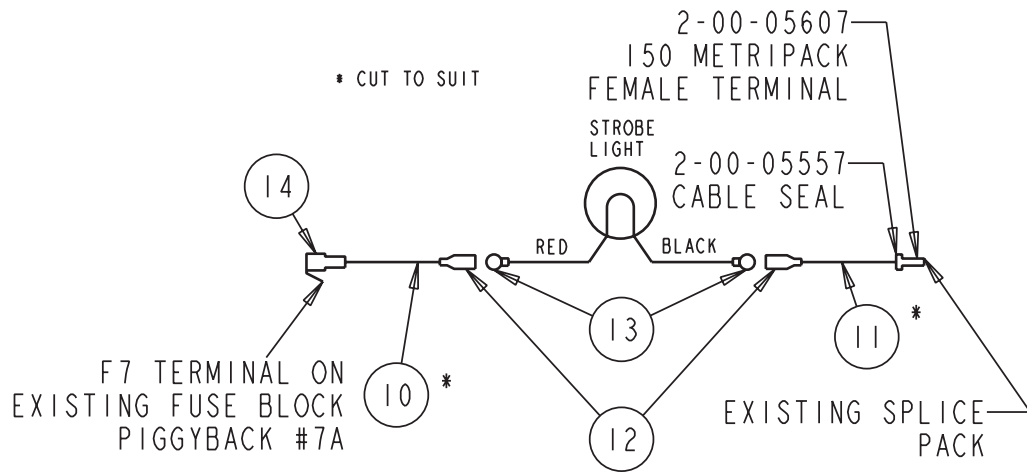 2-00-05607
150 METRIPACK
FEMALE TERMINAL
* CUT TO SUIT
STROBE
LIGHT
2-00-05557
CABLE SEAL
14
RED
BLACK
13
11
*
F7 TERMINAL ON
EXISTING FUSE BLOCK
PIGGYBACK #7A
10
*
12
EXISTING SPLICE
PACK